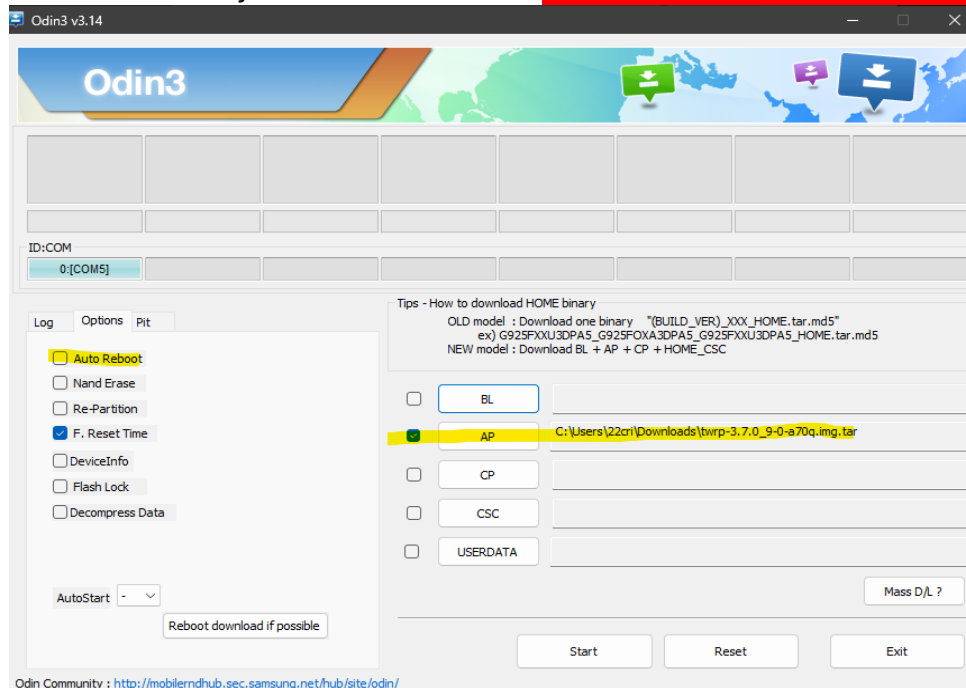 Odin3 v3.14
Odin3
ID:COM
0:[COM5]
Log Options Pit
Auto Reboot
Nand Erase
Re-Partition
F. Reset Time
DeviceInfo
Flash Lock
Decompress Data
AutoStart -
Reboot download if possible
Tips - How to download HOME binary
OLD model : Download one binary "(BUILD_VER)_XXX_HOME.tar.md5"
ex) G925FXXU3DPA5_G925FOXA3DPA5_G925FXXU3DPA5_HOME.tar.md5
NEW model : Download BL + AP + CP + HOME_CSC
BL
AP C:\Users\22cri\Downloads\twrp-3.7.0_9-0-a70q.img.tar
CP
CSC
USERDATA
Mass D/L ?
Start Reset Exit
Odin Community : http://mobilerndhub.sec.samsung.net/hub/site/odin/